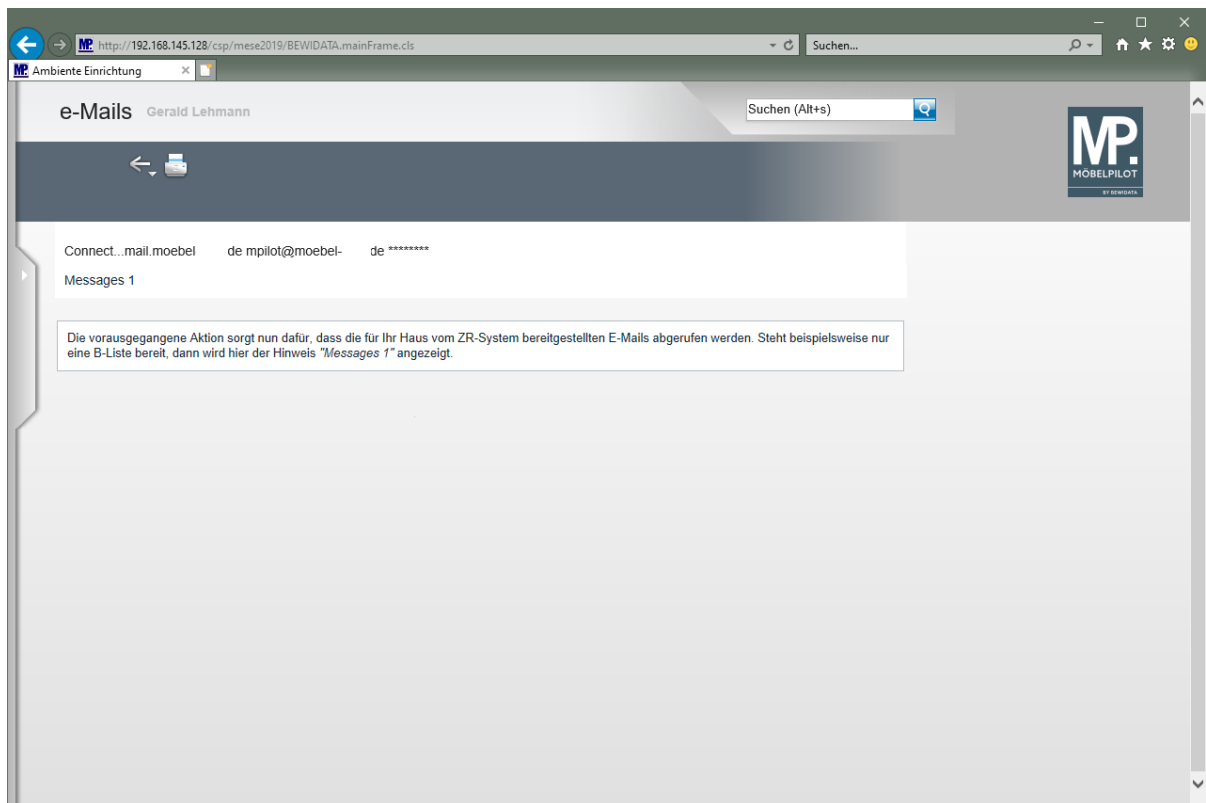 http://192.168.145.128/csp/mese2019/BEWIDATA.mainFrame.cls
Suchen...
MP. Ambiente Einrichtung
e-Mails Gerald Lehmann
Suchen (Alt+s)
MP.
MÖBELPILOT
BY BEWIDATA
Connect...mail.moebel de mpilot@moebel- de ********
Messages 1
Die vorausgegangene Aktion sorgt nun dafür, dass die für Ihr Haus vom ZR-System bereitgestellten E-Mails abgerufen werden. Steht beispielsweise nur
eine B-Liste bereit, dann wird hier der Hinweis "Messages 1" angezeigt.